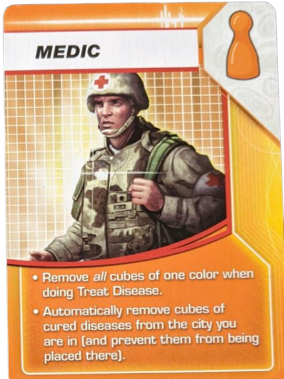 MEDIC
• Remove all cubes of one color when
doing Treat Disease.
• Automatically remove cubes of
cured diseases from the city you
are in (and prevent them from being
placed there).